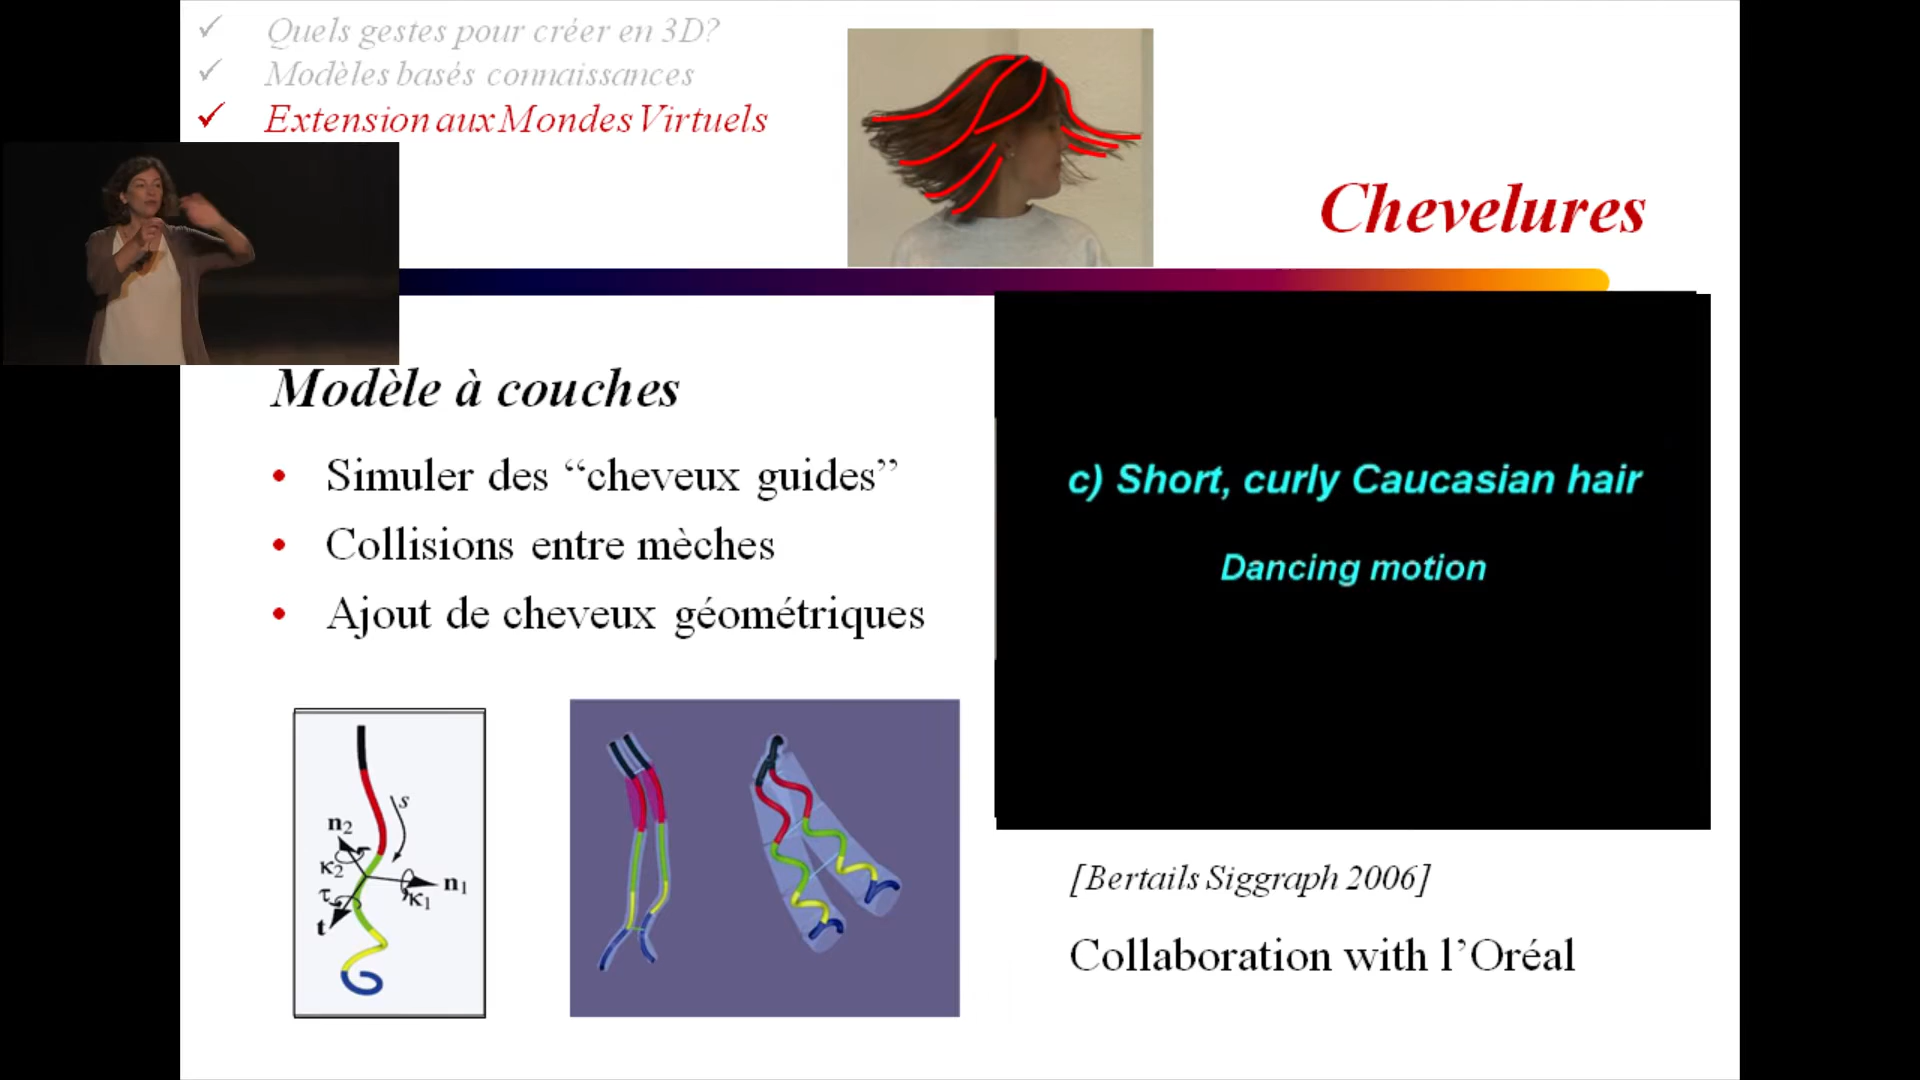 Quels gestes pour créer en 3D?
Modèles basés connaissances
Extension aux Mondes Virtuels
Chevelures
Modèle à couches
Simuler des “cheveux guides”
Collisions entre mèches
Ajout de cheveux géométriques
c) Short, curly Caucasian hair
Dancing motion
s
n2
κ2
n1
κ1
τ
t
[Bertails Siggraph 2006]
Collaboration with l’Oréal